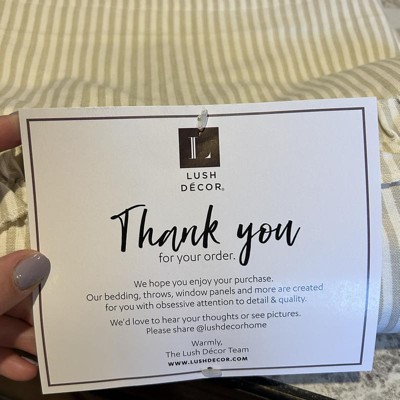 L
LUSH
DÉCOR®
Thank you
for your order.
We hope you enjoy your purchase.
Our bedding, throws, window panels and more are created
for you with obsessive attention to detail & quality.
We'd love to hear your thoughts or see pictures.
Please share @lushdecorhome
Warmly,
The Lush Décor Team
WWW.LUSHDECOR.COM